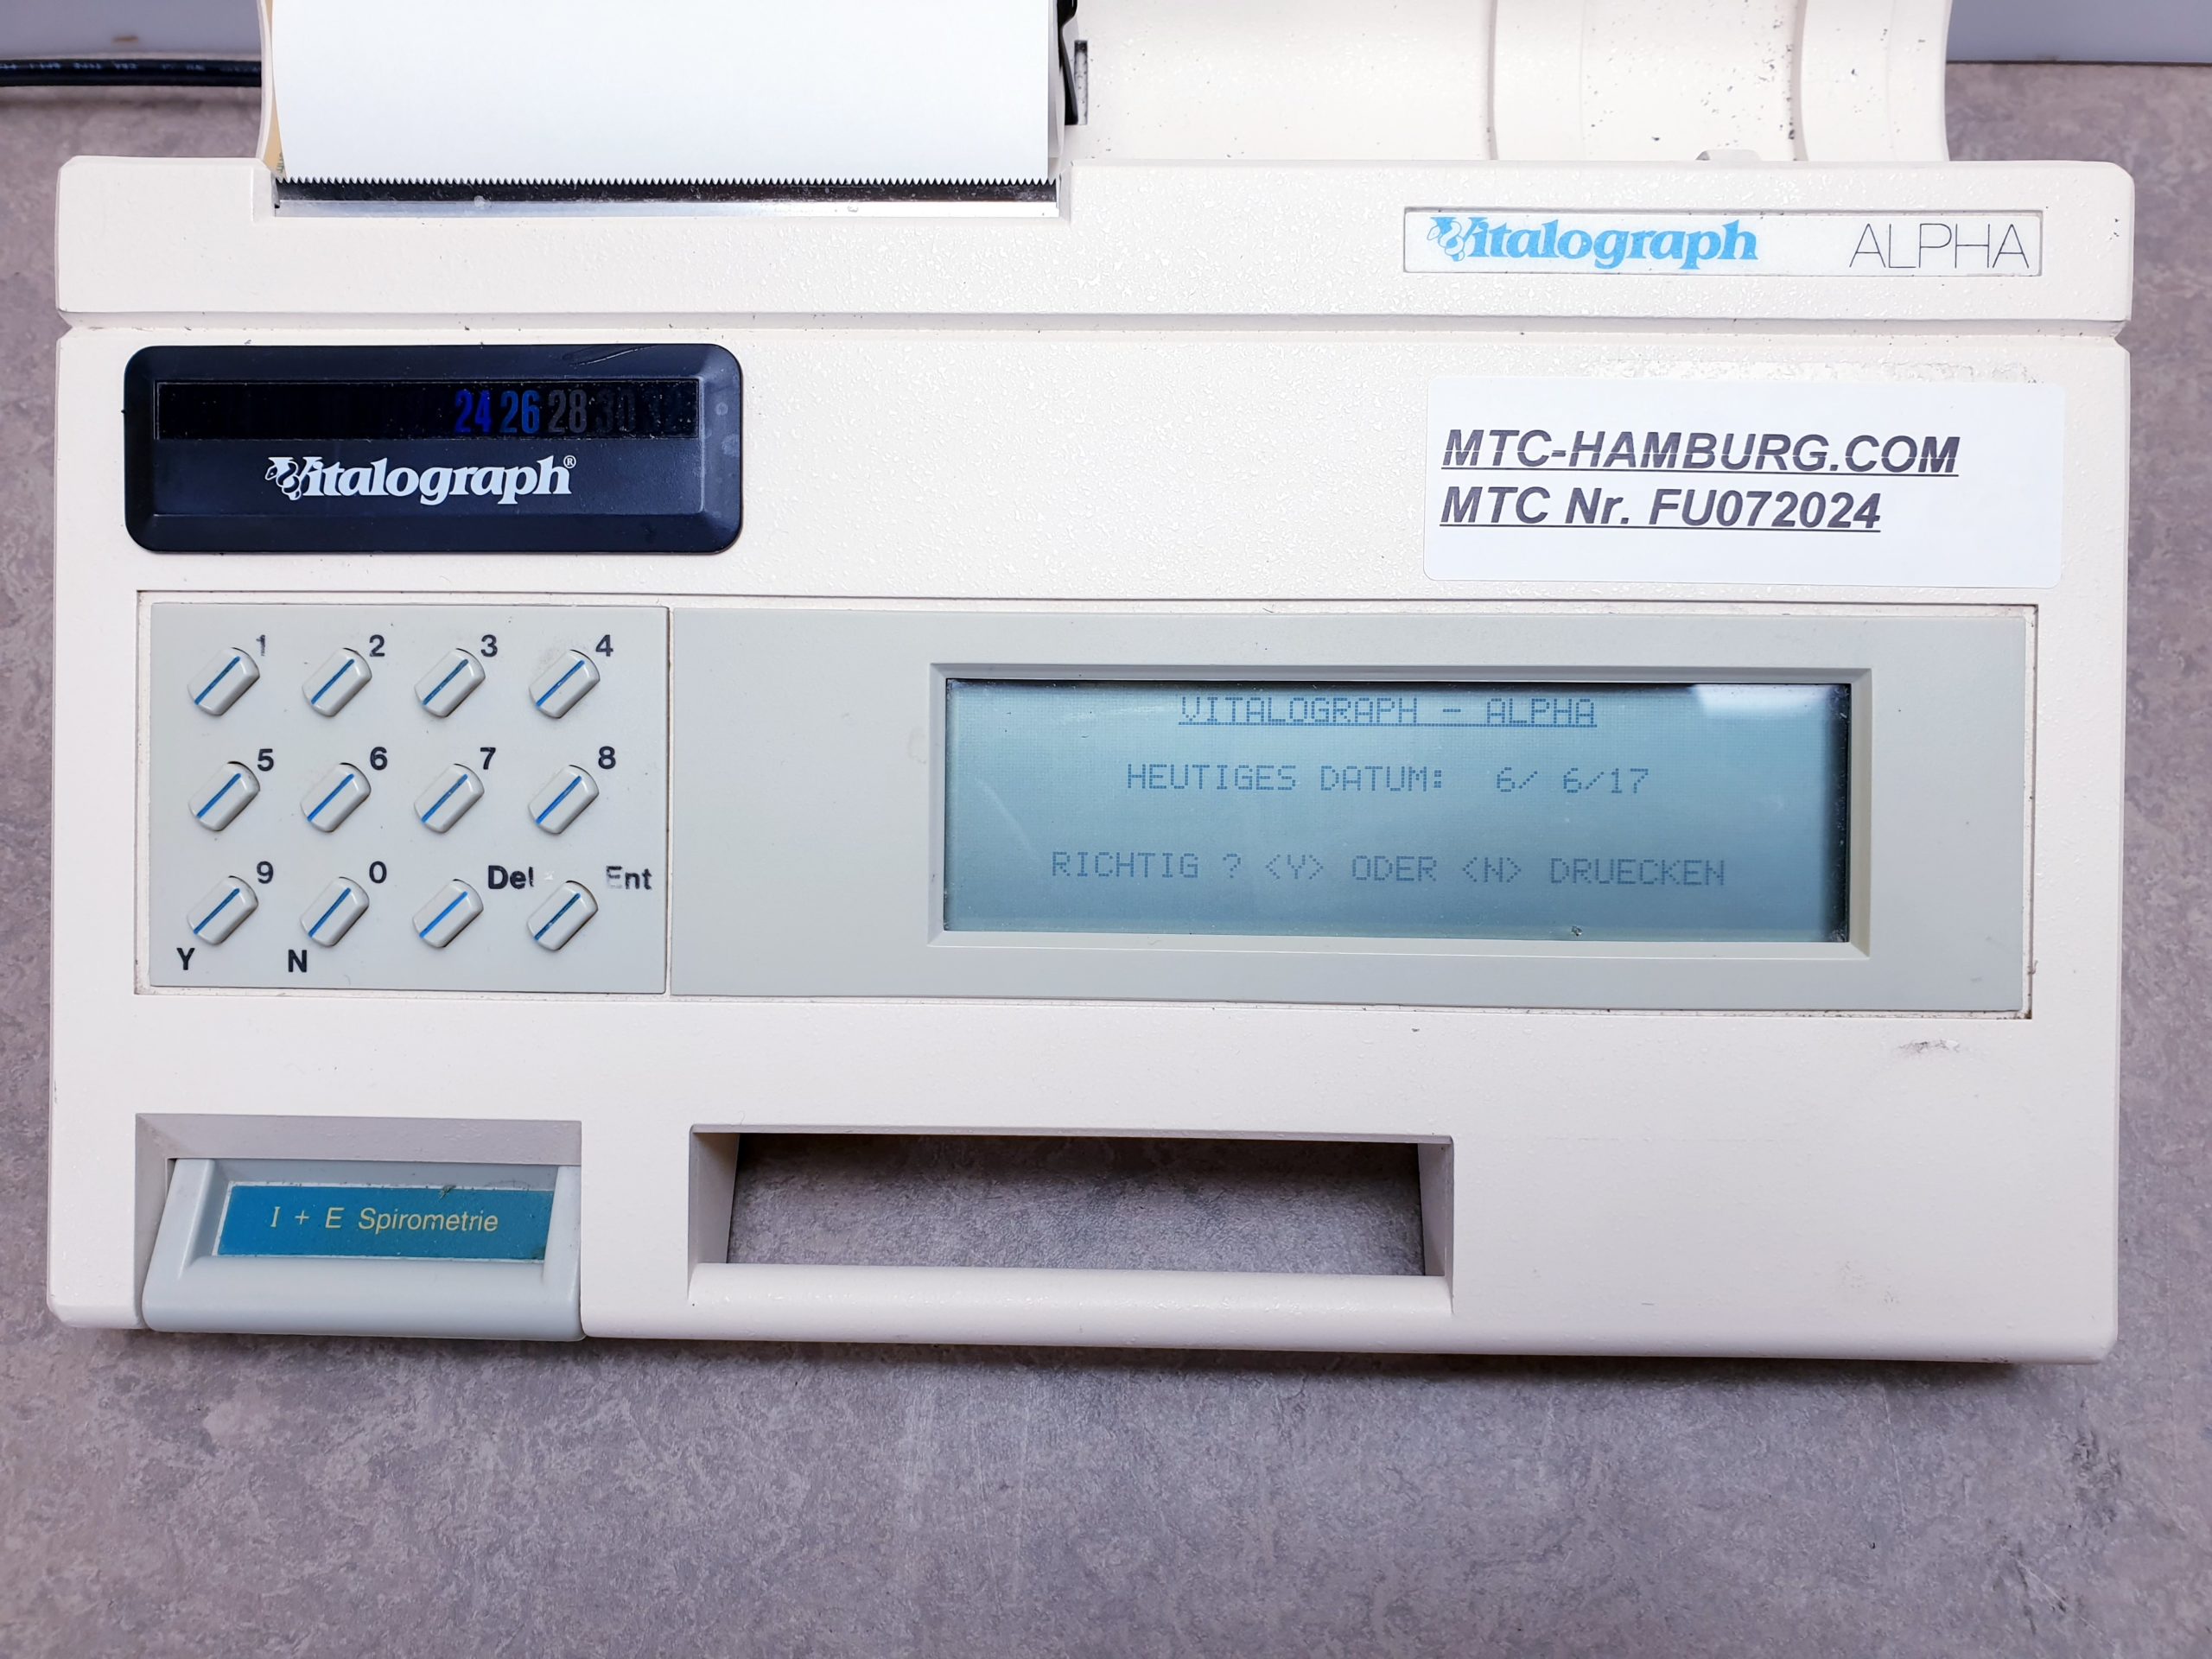 Vitalograph ALPHA
24 26 28 30
Vitalograph®
MTC-HAMBURG.COM
MTC Nr. FU072024
1 2 3 4
5 6 7 8
9 0 Del Ent
Y N
VITALOGRAPH - ALPHA
HEUTIGES DATUM: 6/ 6/17
RICHTIG ? <Y> ODER <N> DRUECKEN
I + E Spirometrie